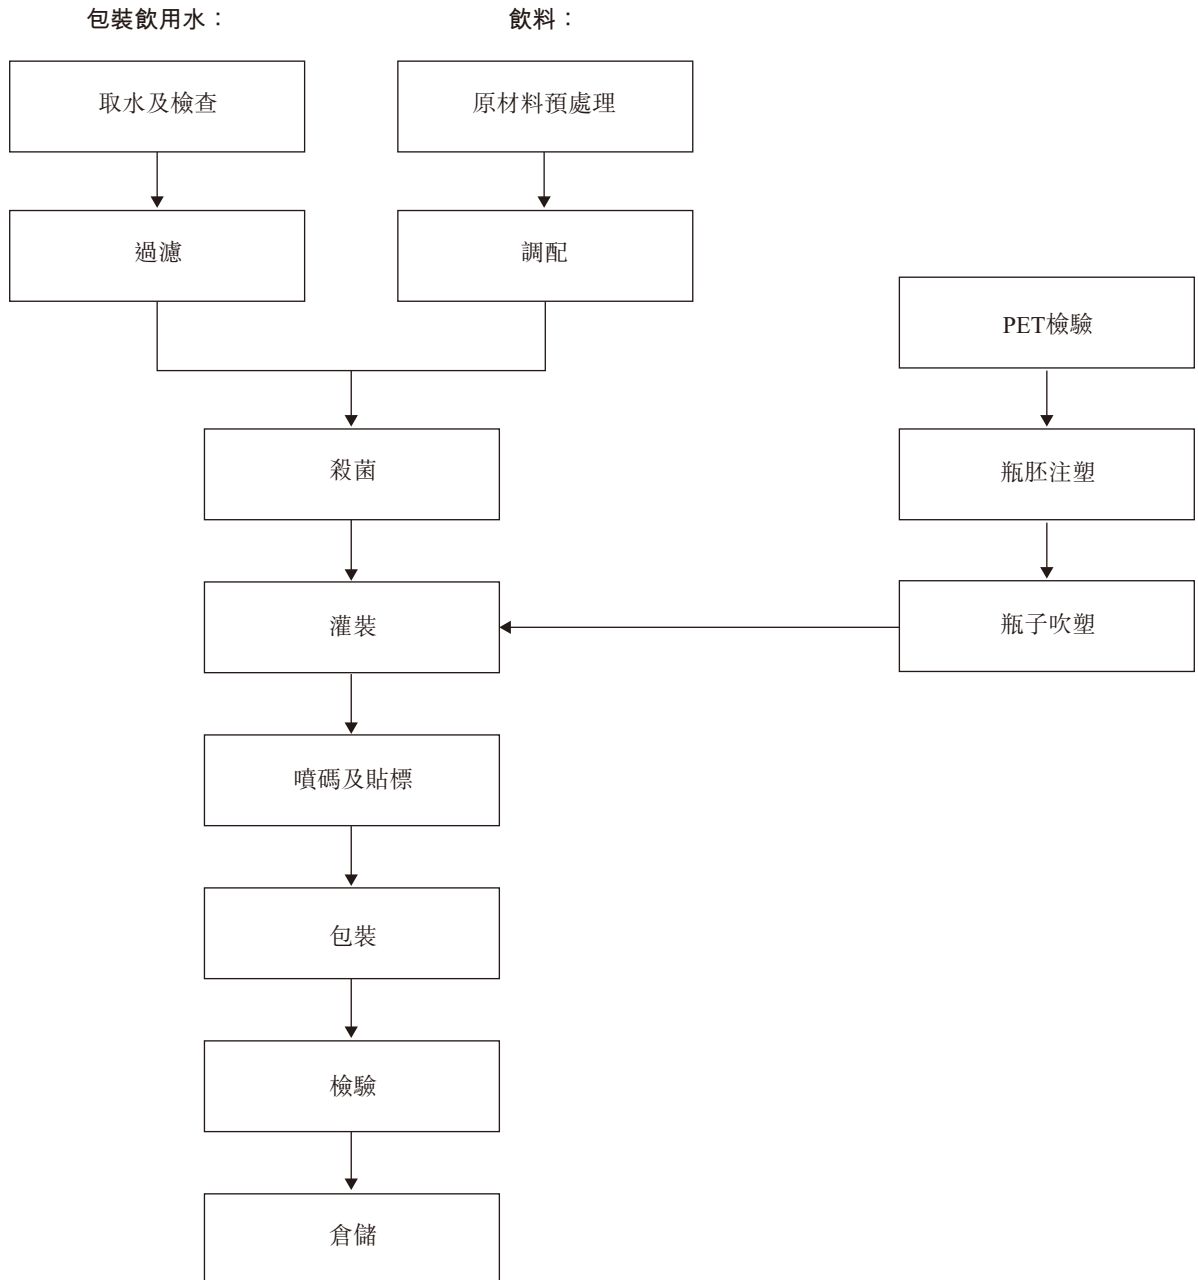 包裝飲用水：
飲料：
取水及檢查
原材料預處理
過濾
調配
PET檢驗
殺菌
瓶胚注塑
灌裝
瓶子吹塑
噴碼及貼標
包裝
檢驗
倉儲